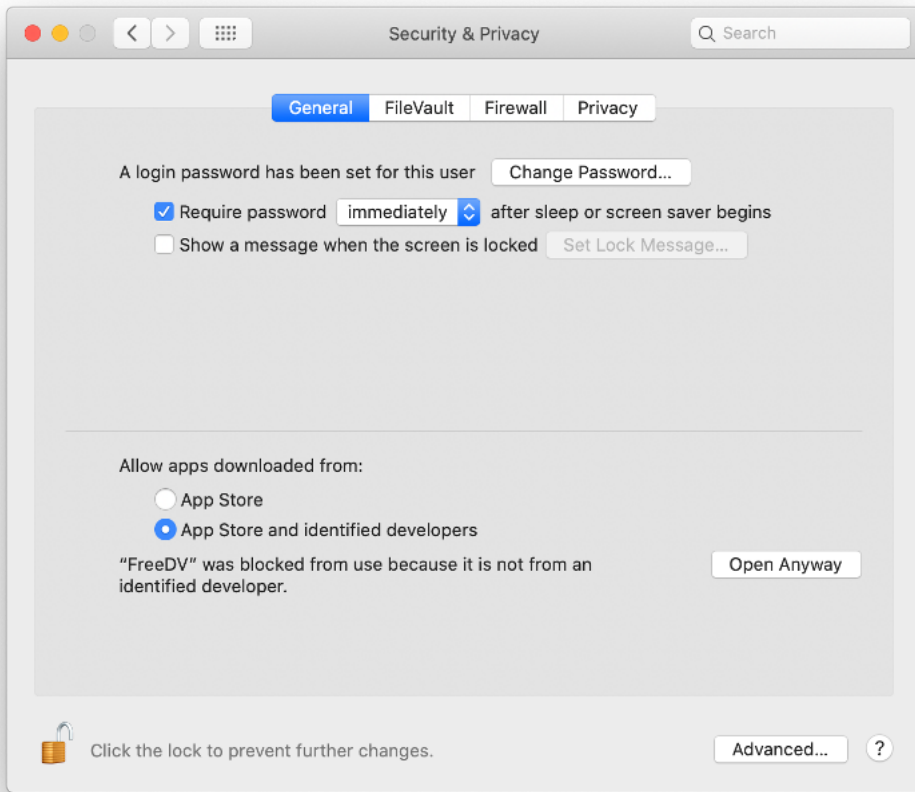 Security & Privacy
Search
General
FileVault
Firewall
Privacy
A login password has been set for this user
Change Password...
Require password
immediately
after sleep or screen saver begins
Show a message when the screen is locked
Set Lock Message...
Allow apps downloaded from:
App Store
App Store and identified developers
“FreeDV” was blocked from use because it is not from an
identified developer.
Open Anyway
Click the lock to prevent further changes.
Advanced...
?